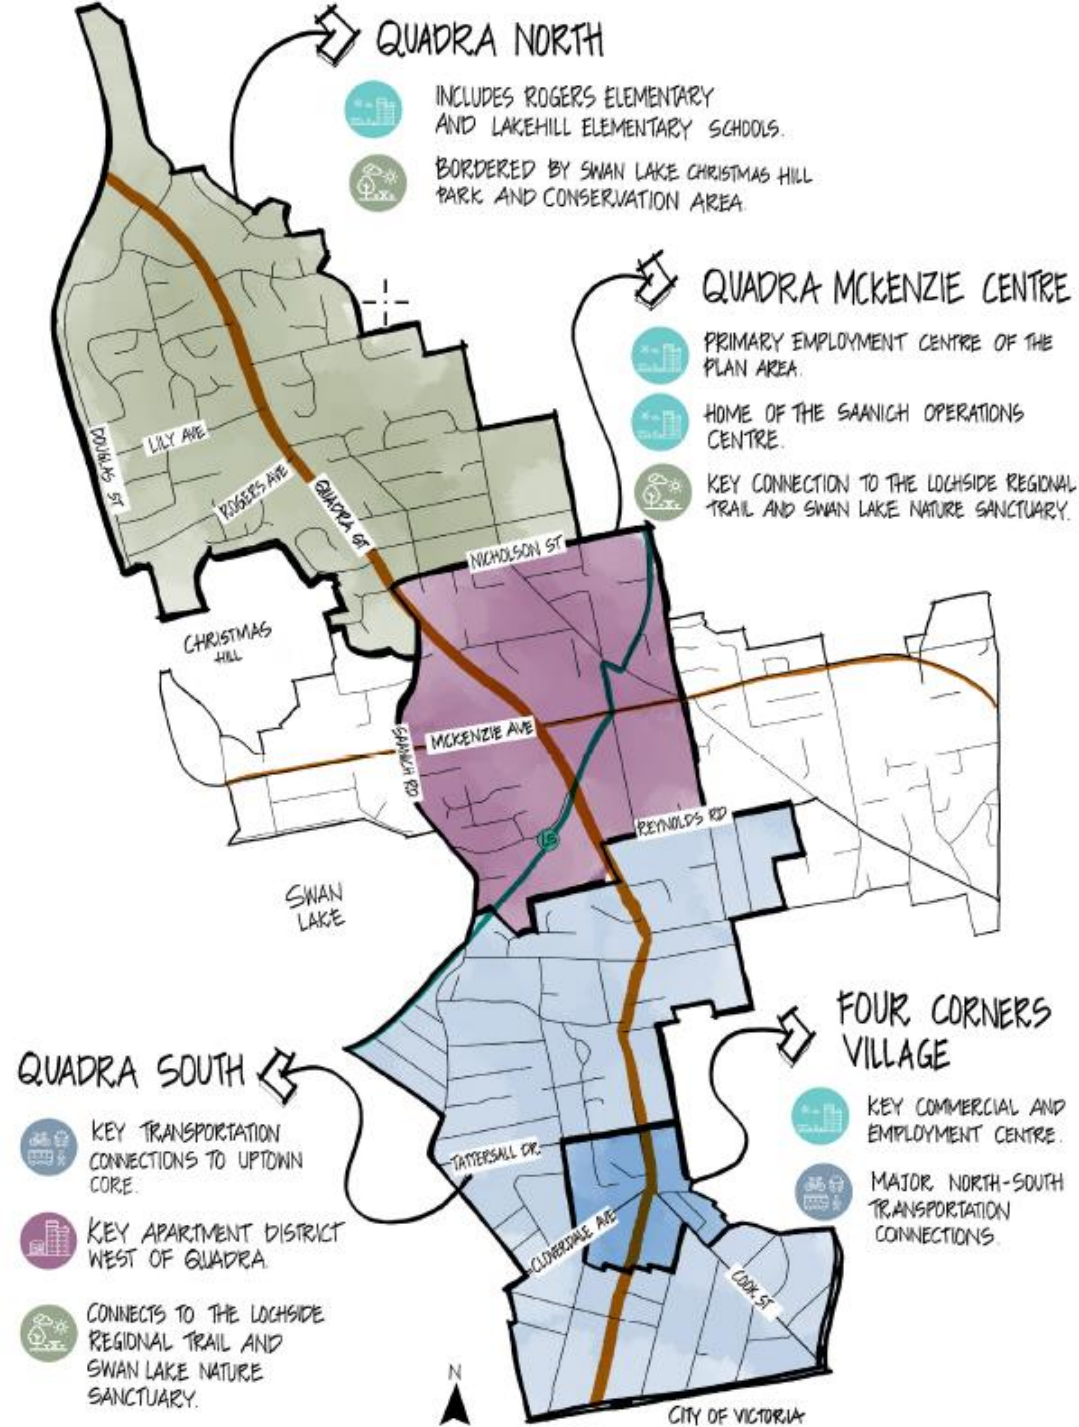 QUADRA NORTH
INCLUDES ROGERS ELEMENTARY
AND LAKEHILL ELEMENTARY SCHOOLS.
BORDERED BY SWAN LAKE CHRISTMAS HILL
PARK AND CONSERVATION AREA.
QUADRA MCKENZIE CENTRE
PRIMARY EMPLOYMENT CENTRE OF THE
PLAN AREA.
HOME OF THE SAANICH OPERATIONS
CENTRE.
KEY CONNECTION TO THE LOCHSIDE REGIONAL
TRAIL AND SWAN LAKE NATURE SANCTUARY.
DOUGLAS ST
LILY AVE
ROGERS AVE
QUADRA ST
NICHOLSON ST
CHRISTMAS
HILL
SAANICH RD
MCKENZIE AVE
REYNOLDS RD
LS
SWAN
LAKE
FOUR CORNERS
VILLAGE
KEY COMMERCIAL AND
EMPLOYMENT CENTRE.
MAJOR NORTH-SOUTH
TRANSPORTATION
CONNECTIONS.
QUADRA SOUTH
KEY TRANSPORTATION
CONNECTIONS TO UPTOWN
CORE.
KEY APARTMENT DISTRICT
WEST OF QUADRA.
CONNECTS TO THE LOCHSIDE
REGIONAL TRAIL AND
SWAN LAKE NATURE
SANCTUARY.
TATTERSALL DR.
CLOVERDALE AVE
COOK ST
N
CITY OF VICTORIA